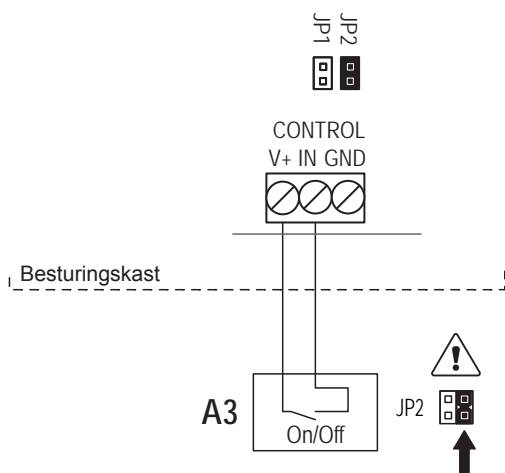 JP1 JP2
CONTROL
V+ IN GND
Besturingskast
A3
On/Off
JP2